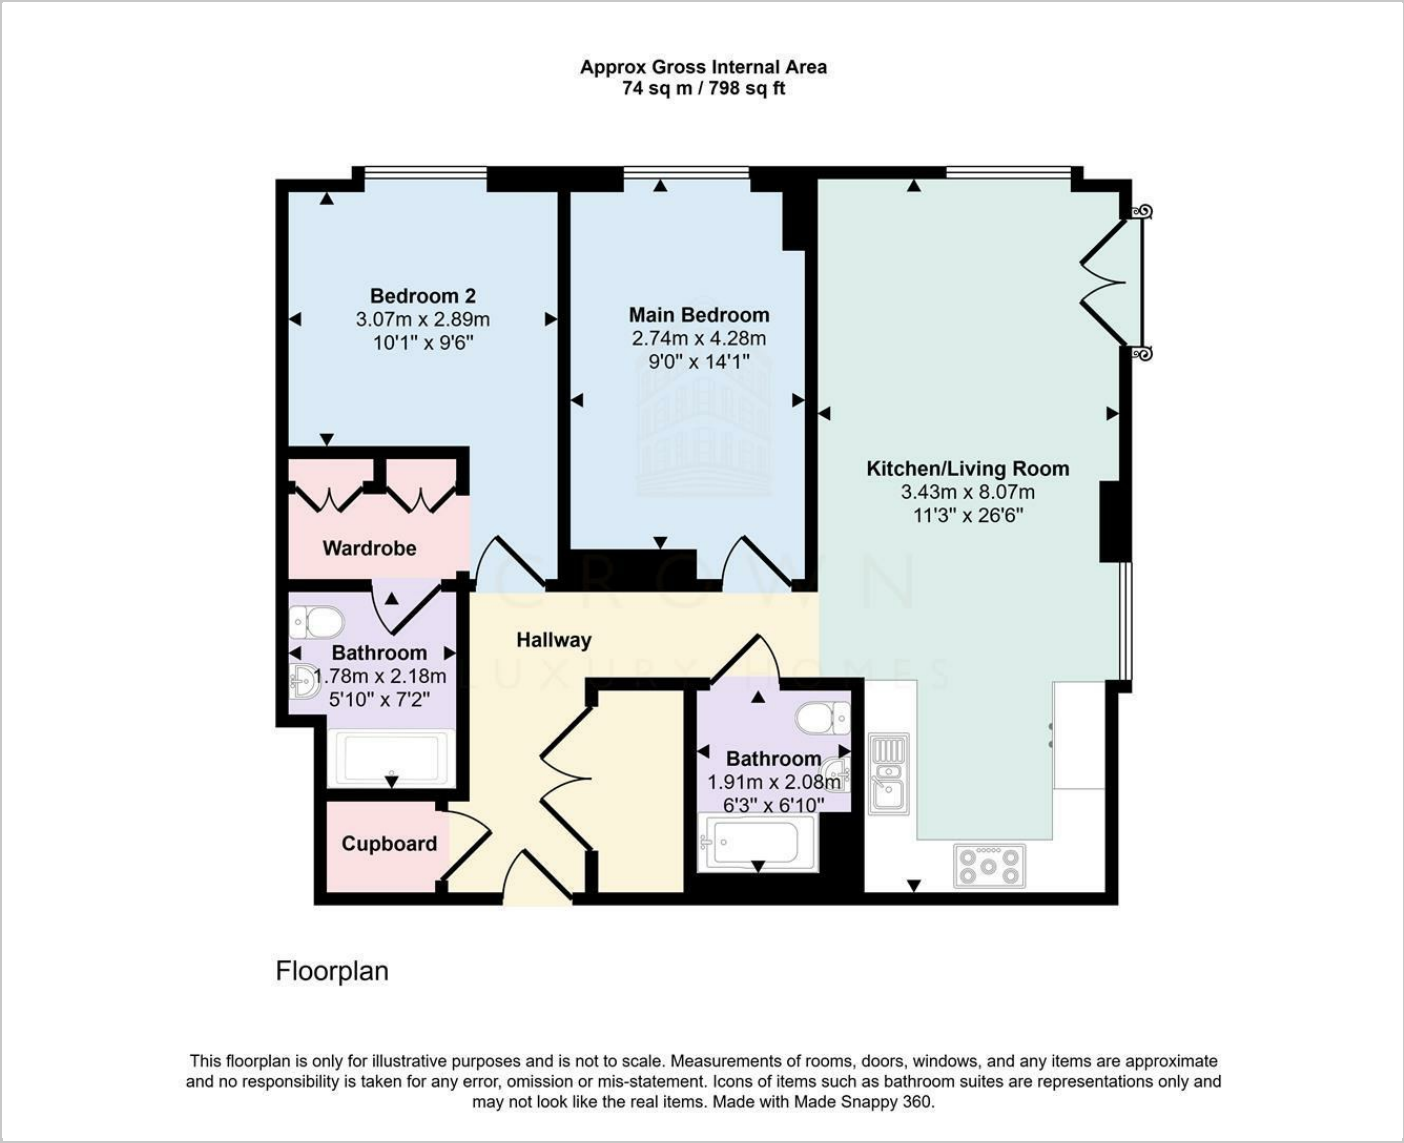 Approx Gross Internal Area
74 sq m / 798 sq ft
Bedroom 2
3.07m x 2.89m
10'1" x 9'6"
Main Bedroom
2.74m x 4.28m
9'0" x 14'1"
Kitchen/Living Room
3.43m x 8.07m
11'3" x 26'6"
Wardrobe
CROWN
LUXURY HOMES
Hallway
Bathroom
1.78m x 2.18m
5'10" x 7'2"
Bathroom
1.91m x 2.08m
6'3" x 6'10"
Cupboard
Floorplan
This floorplan is only for illustrative purposes and is not to scale. Measurements of rooms, doors, windows, and any items are approximate
and no responsibility is taken for any error, omission or mis-statement. Icons of items such as bathroom suites are representations only and
may not look like the real items. Made with Made Snappy 360.